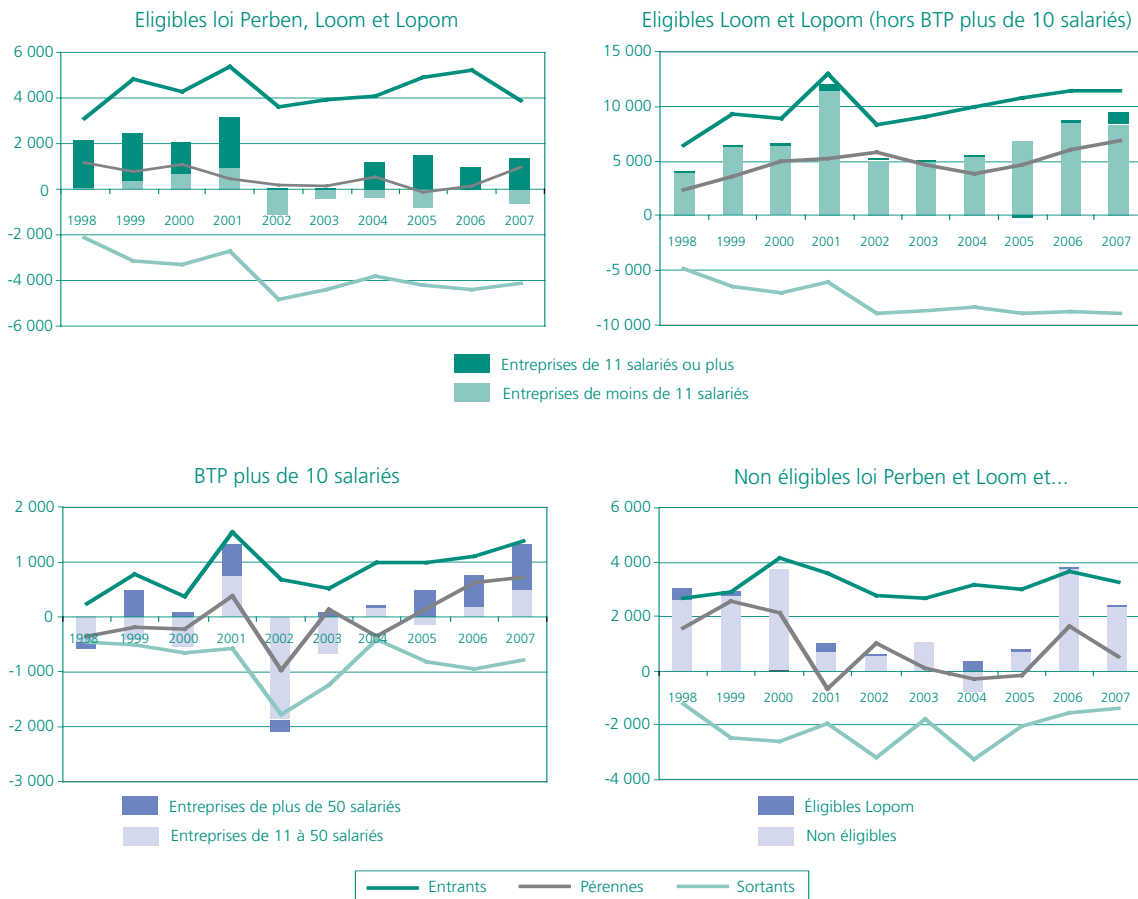 Eligibles loi Perben, Loom et Lopom
6 000
4 000
2 000
0
-2 000
-4 000
-6 000
1998 1999 2000 2001 2002 2003 2004 2005 2006 2007
Eligibles Loom et Lopom (hors BTP plus de 10 salariés)
15 000
10 000
5 000
0
-5 000
-10 000
1998 1999 2000 2001 2002 2003 2004 2005 2006 2007
Entreprises de 11 salariés ou plus
Entreprises de moins de 11 salariés
BTP plus de 10 salariés
2 000
1 000
0
-1 000
-2 000
-3 000
1998 1999 2000 2001 2002 2003 2004 2005 2006 2007
Entreprises de plus de 50 salariés
Entreprises de 11 à 50 salariés
Non éligibles loi Perben et Loom et...
6 000
4 000
2 000
0
-2 000
-4 000
1998 1999 2000 2001 2002 2003 2004 2005 2006 2007
Éligibles Lopom
Non éligibles
Entrants Pérennes Sortants